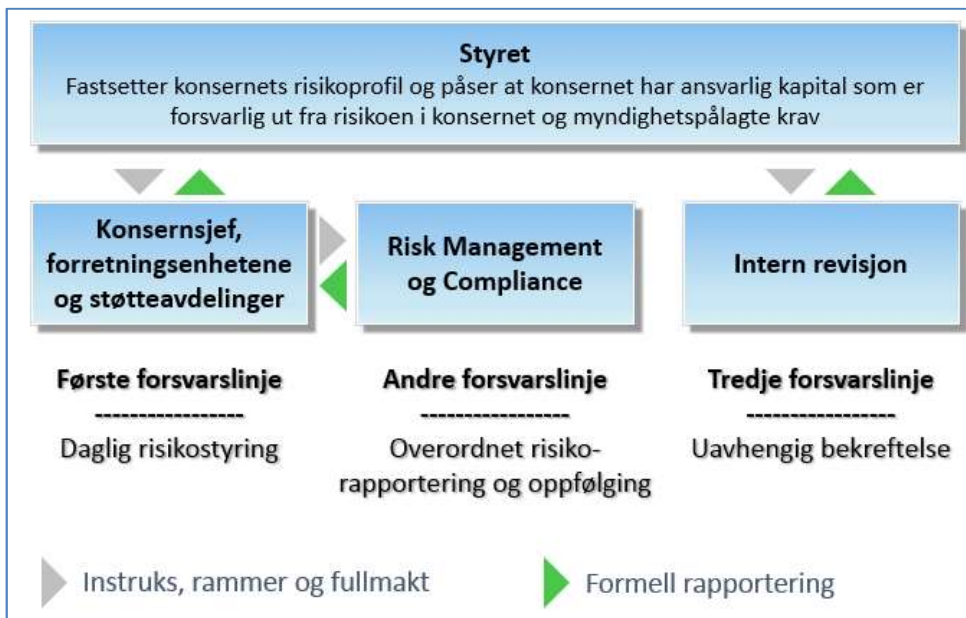 Styret
Fastsetter konsernets risikoprofil og påser at konsernet har ansvarlig kapital som er
forsvarlig ut fra risikoen i konsernet og myndighetspålagte krav
Konsernsjef,
forretningsenhetene
og støtteavdelinger
Risk Management
og Compliance
Intern revisjon
Første forsvarslinje
-----------------
Daglig risikostyring
Andre forsvarslinje
-----------------
Overordnet risiko-
rapportering og oppfølging
Tredje forsvarslinje
-----------------
Uavhengig bekreftelse
Instruks, rammer og fullmakt
Formell rapportering